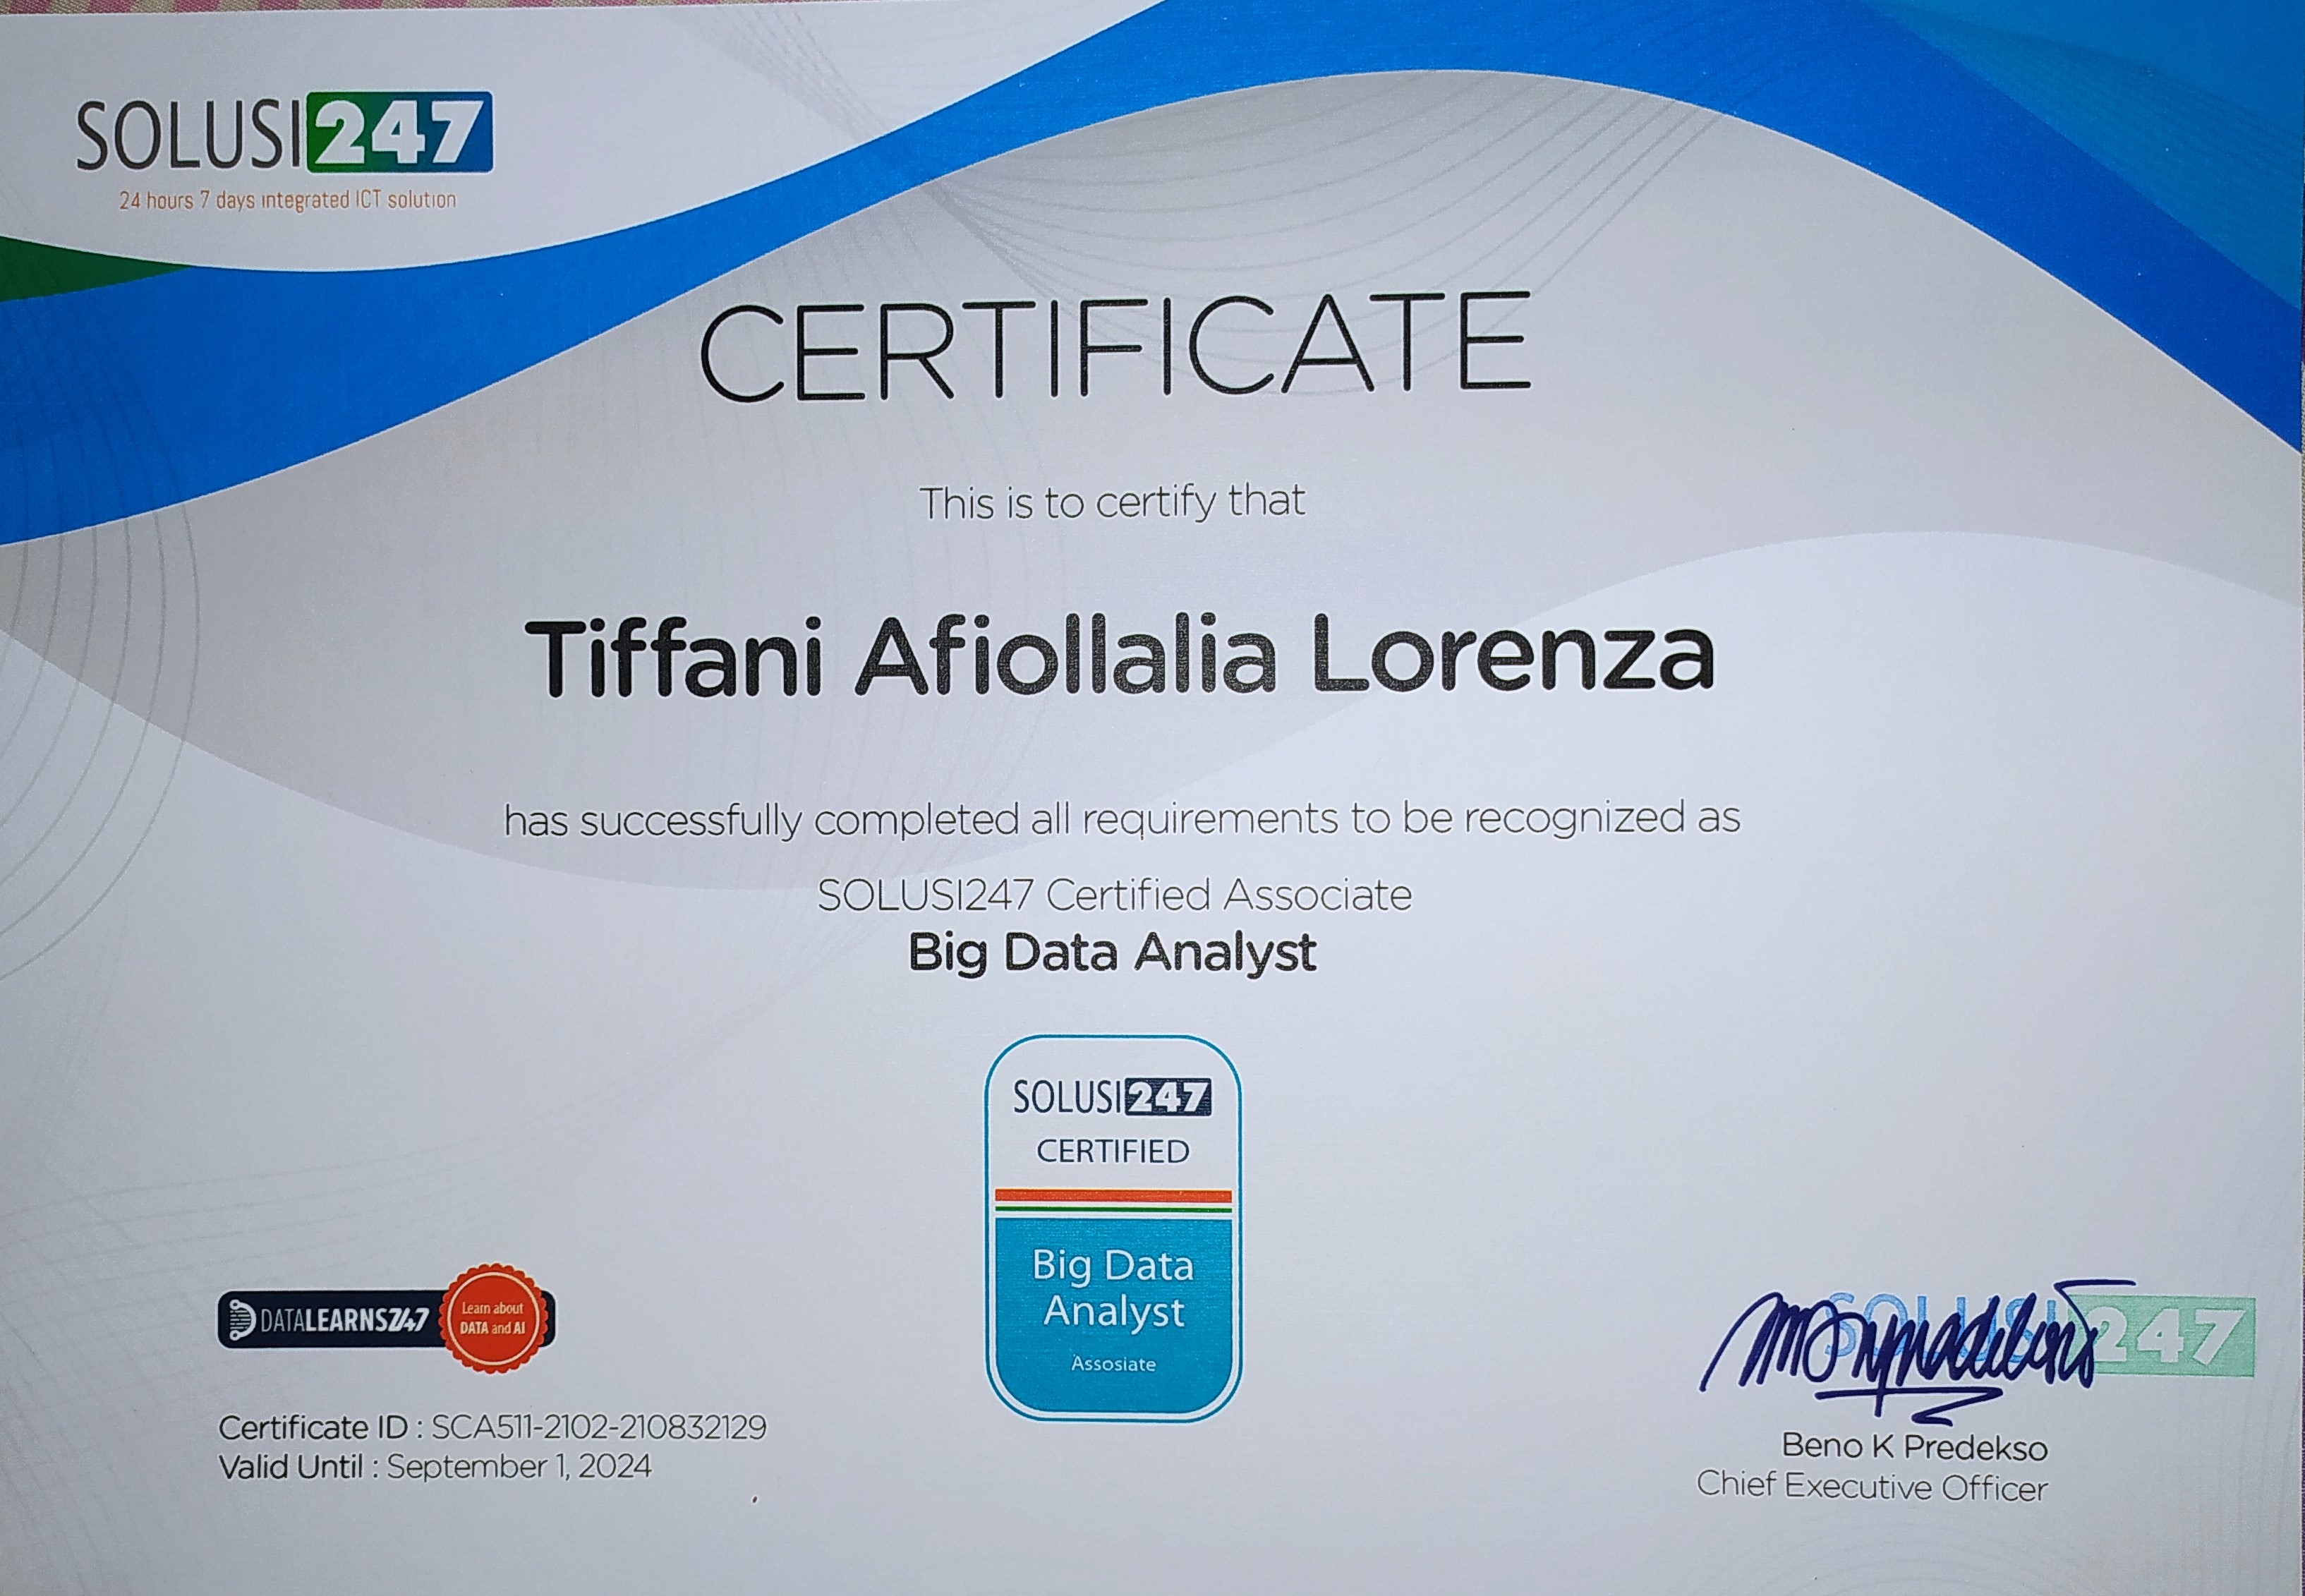 SOLUSI247
24 hours 7 days integrated ICT solution
CERTIFICATE
This is to certify that
Tiffani Afiollalia Lorenza
has successfully completed all requirements to be recognized as
SOLUSI247 Certified Associate
Big Data Analyst
SOLUSI247
CERTIFIED
Big Data
Analyst
Assosiate
DATALEARNS247
Learn about
DATA and AI
Certificate ID : SCA511-2102-210832129
Valid Until : September 1, 2024
SOLUSI247
Beno K Predekso
Chief Executive Officer